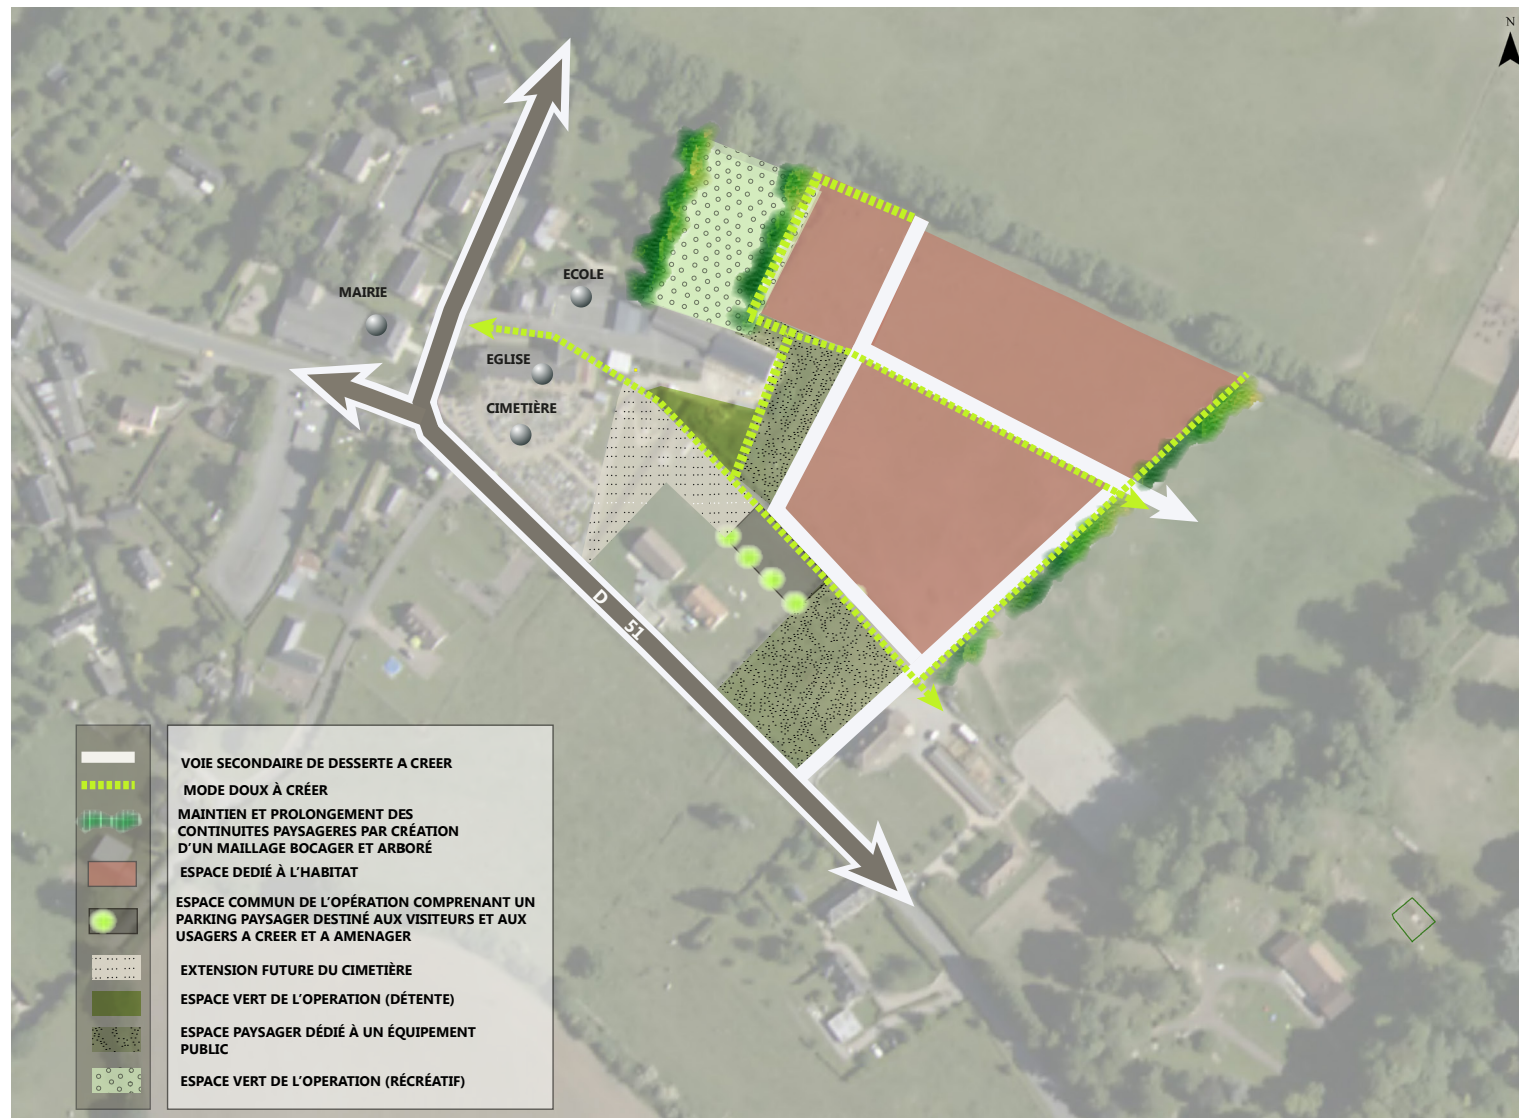 N
ECOLE
MAIRIE
EGLISE
CIMETIÈRE
D 51
VOIE SECONDAIRE DE DESSERTE A CREER
MODE DOUX À CRÉER
MAINTIEN ET PROLONGEMENT DES
CONTINUITES PAYSAGERES PAR CRÉATION
D'UN MAILLAGE BOCAGER ET ARBORÉ
ESPACE DEDIÉ À L'HABITAT
ESPACE COMMUN DE L'OPÉRATION COMPRENANT UN
PARKING PAYSAGER DESTINÉ AUX VISITEURS ET AUX
USAGERS A CREER ET A AMENAGER
EXTENSION FUTURE DU CIMETIÈRE
ESPACE VERT DE L'OPERATION (DÉTENTE)
ESPACE PAYSAGER DÉDIÉ À UN ÉQUIPEMENT
PUBLIC
ESPACE VERT DE L'OPERATION (RÉCRÉATIF)